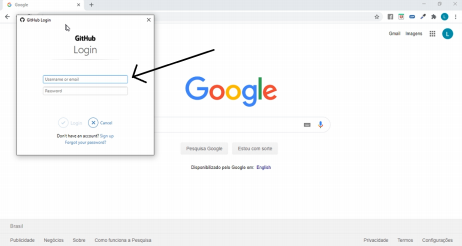 Google
GitHub Login
GitHub
Login
Username or email
Password
Login
Cancel
Don't have an account? Sign up
Forgot your password?
Gmail Imagens
L
Google
Pesquisa Google
Estou com sorte
Disponibilizado pelo Google em: English
Brasil
Publicidade Negócios Sobre Como funciona a Pesquisa
Privacidade Termos Configurações